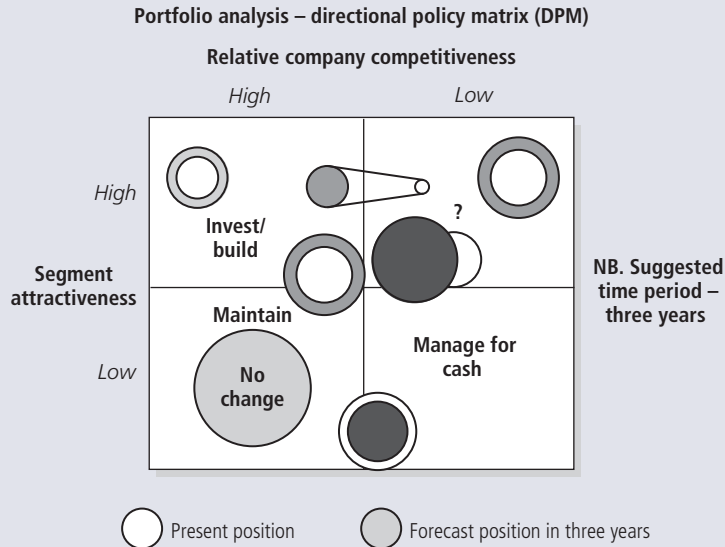 Portfolio analysis – directional policy matrix (DPM)
Relative company competitiveness
High
Low
High
?
Invest/
build
Segment
attractiveness
NB. Suggested
time period –
three years
Maintain
Manage for
cash
Low
No
change
Present position
Forecast position in three years